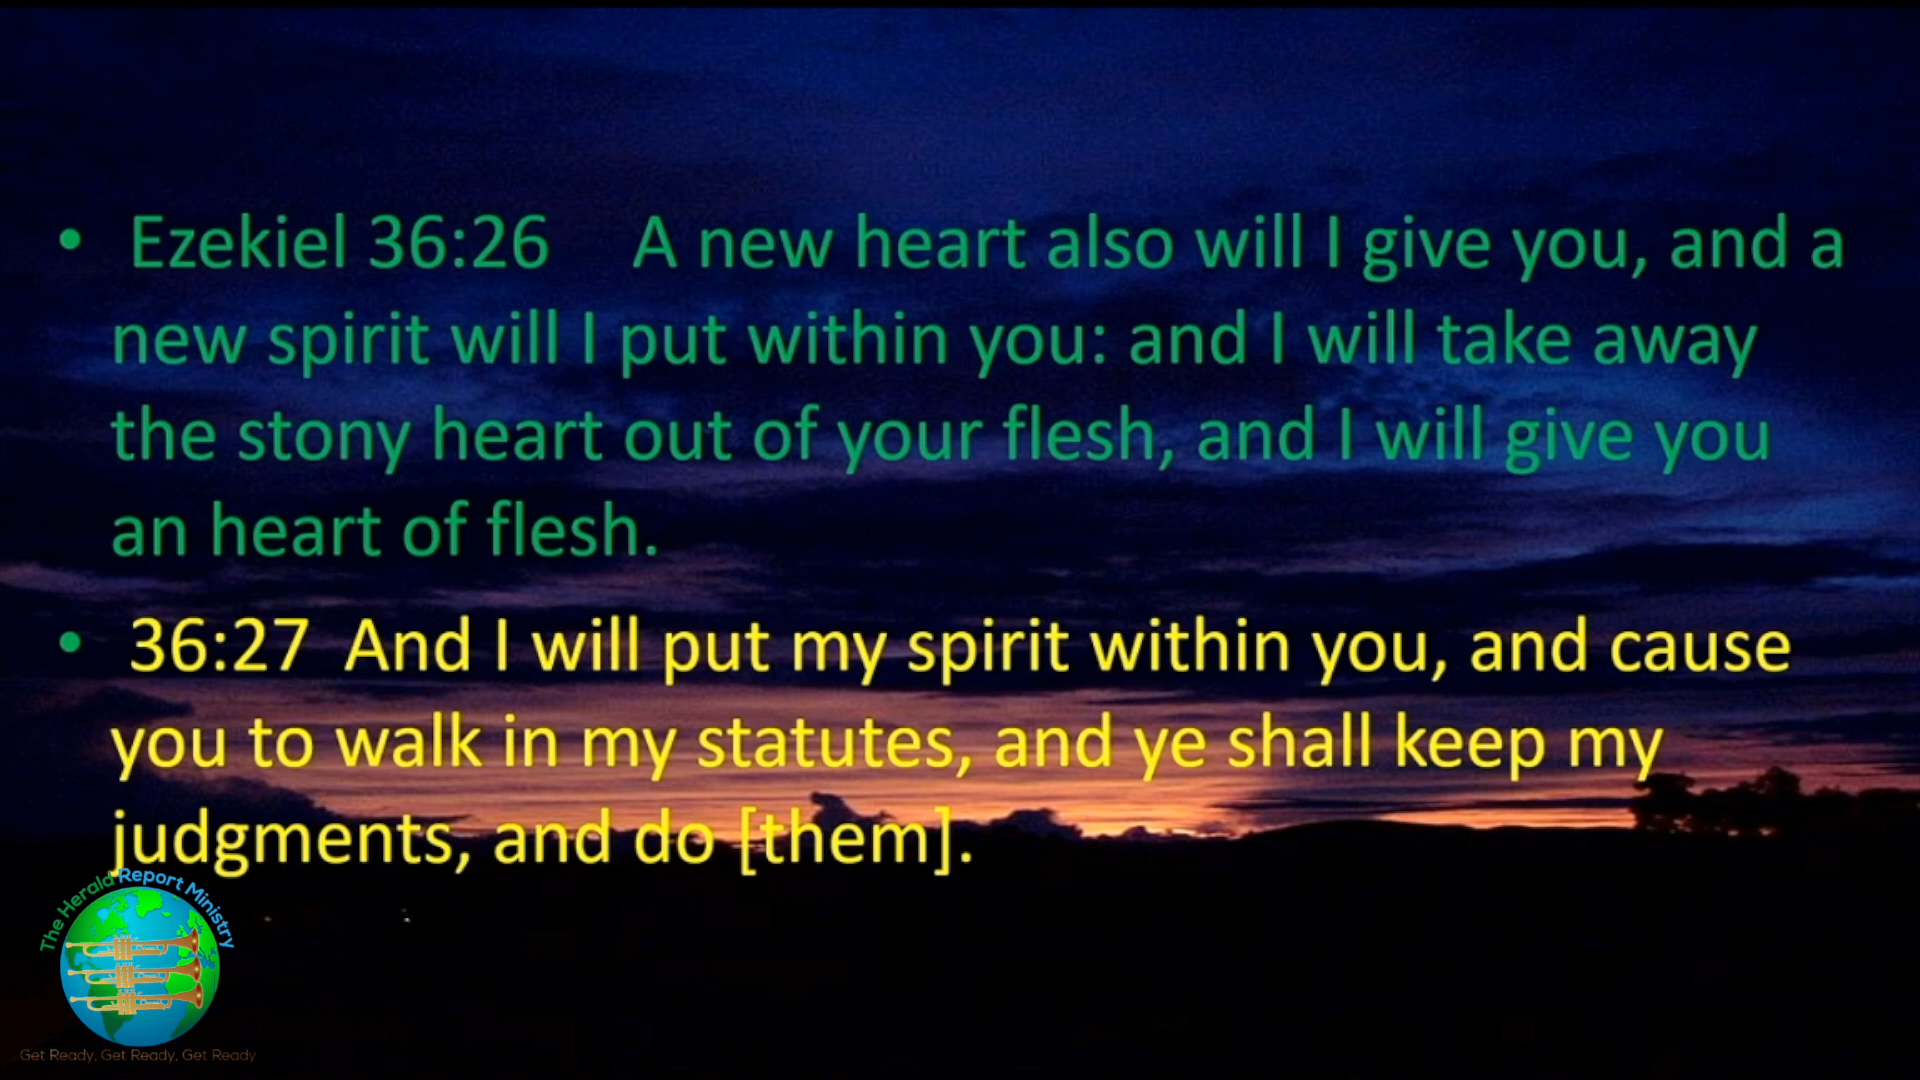 • Ezekiel 36:26 A new heart also will I give you, and a
new spirit will I put within you: and I will take away
the stony heart out of your flesh, and I will give you
an heart of flesh.
• 36:27 And I will put my spirit within you, and cause
you to walk in my statutes, and ye shall keep my
judgments, and do [them].
The Herald Report Ministry
Get Ready, Get Ready, Get Ready